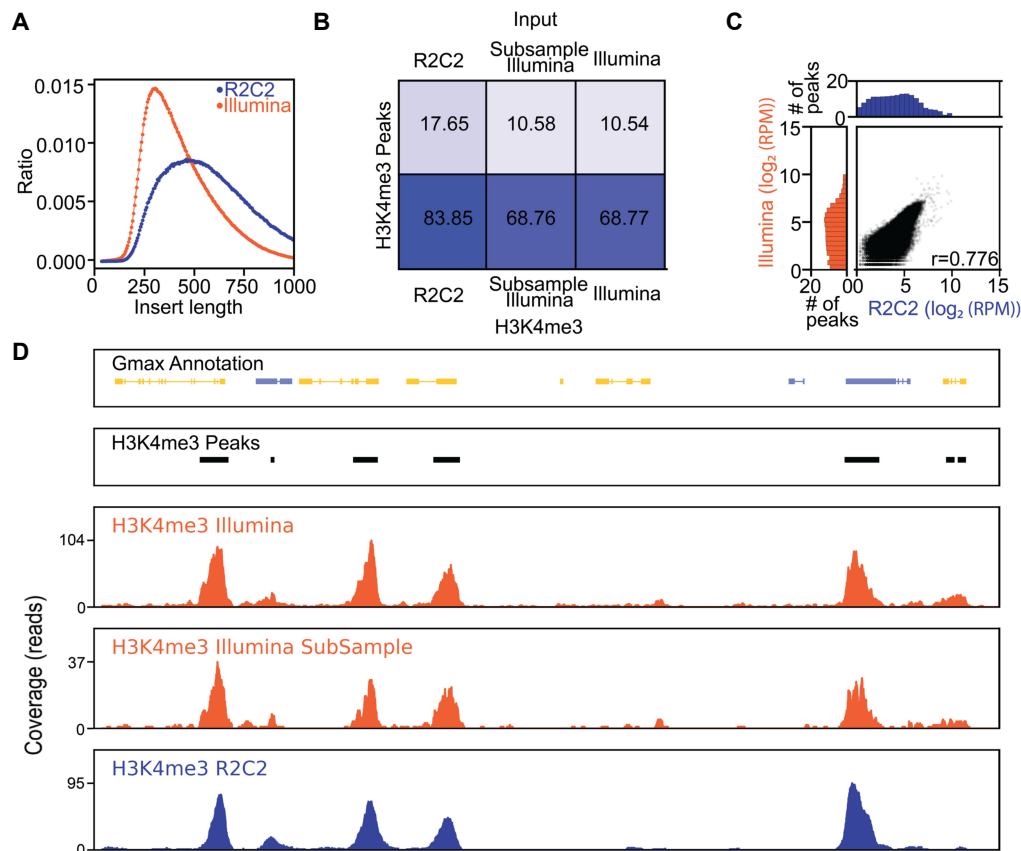 A
R2C2
Illumina
0.015
0.010
0.005
0.000
Ratio
0 250 500 750 1000
Insert length
B
Input
R2C2 Subsample Illumina Illumina
H3K4me3 Peaks
17.65 10.58 10.54
83.85 68.76 68.77
R2C2 Subsample Illumina Illumina
H3K4me3
C
# of peaks
20
0
Illumina (log₂ (RPM))
15
10
5
0
r=0.776
20 0 0 5 10 15
# of peaks
R2C2 (log₂ (RPM))
D
Gmax Annotation
H3K4me3 Peaks
Coverage (reads)
H3K4me3 Illumina
104
0
H3K4me3 Illumina SubSample
37
0
H3K4me3 R2C2
95
0